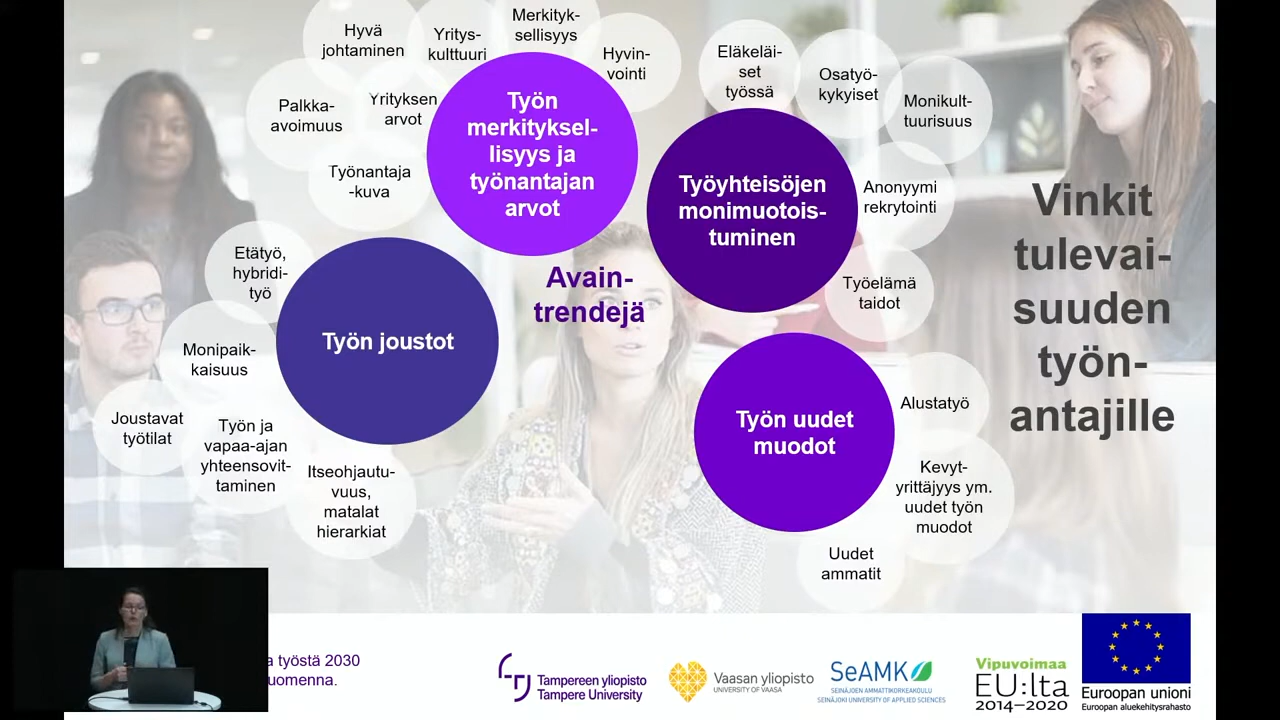 Hyvä
johtaminen
Yritys-
kulttuuri
Merkityk-
sellisyys
Hyvin-
vointi
Palkka-
avoimuus
Yrityksen
arvot
Työnantaja
-kuva
Työn
merkityksel-
lisyys ja
työnantajan
arvot
Eläkeläi-
set
työssä
Osatyö-
kykyiset
Monikult-
tuurisuus
Anonyymi
rekrytointi
Työelämä
taidot
Työyhteisöjen
monimuotois-
tuminen
Avain-
trendejä
Etätyö,
hybridi-
työ
Monipaik-
kaisuus
Joustavat
työtilat
Työn ja
vapaa-ajan
yhteensovit-
taminen
Itseohjautu-
vuus,
matalat
hierarkiat
Työn joustot
Työn uudet
muodot
Alustatyö
Kevyt-
yrittäjyys ym.
uudet työn
muodot
Uudet
ammatit
Vinkit
tulevai-
suuden
työn-
antajille
a työstä 2030
uomenna.
Tampereen yliopisto
Tampere University
Vaasan yliopisto
UNIVERSITY OF VAASA
SeAMK
SEINÄJOEN AMMATTIKORKEAKOULU
SEINÄJOKI UNIVERSITY OF APPLIED SCIENCES
Vipuvoimaa
EU:lta
2014–2020
Euroopan unioni
Euroopan aluekehitysrahasto